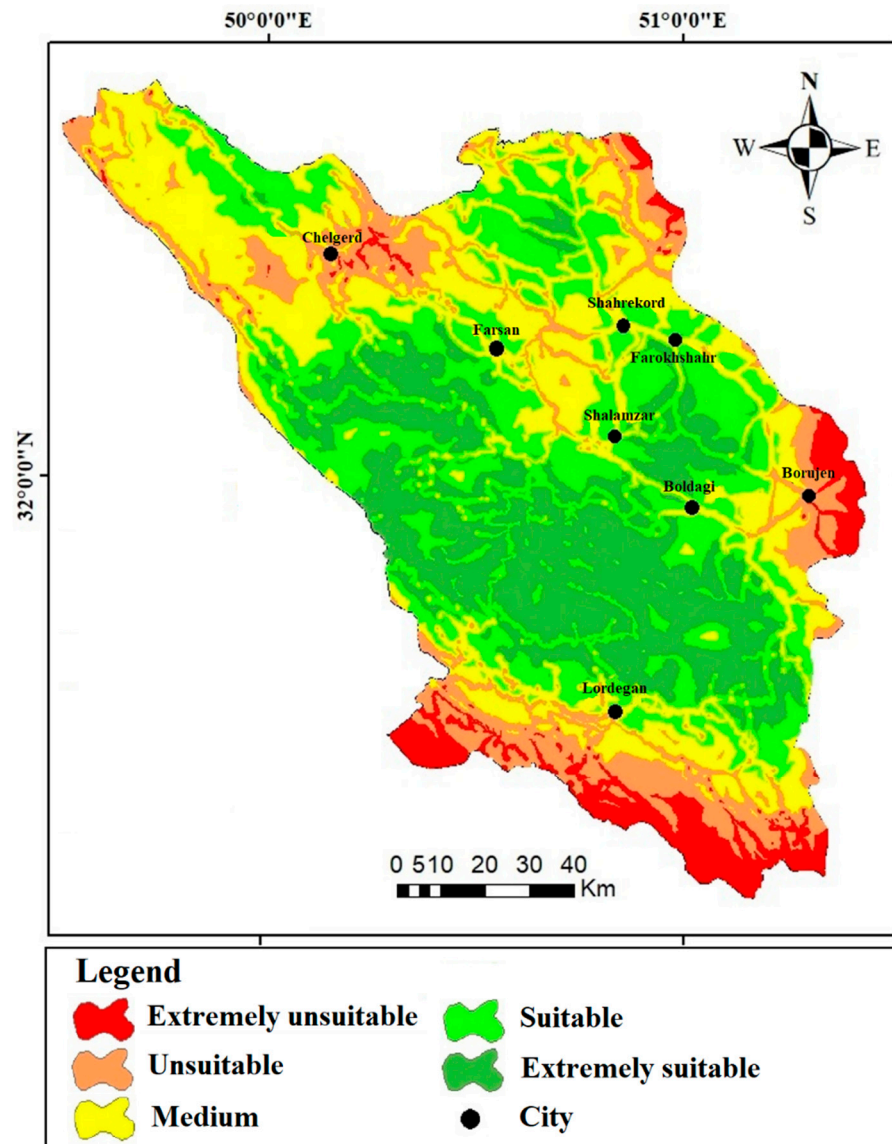 50°0'0"E 51°0'0"E
N
W E
S
Chelgerd
Shahrekord
Farsan
Farokhshahr
Shalamzar
32°0'0"N
Borujen
Boldagi
Lordegan
0 5 10 20 30 40
Km
Legend
Extremely unsuitable Suitable
Unsuitable Extremely suitable
Medium City